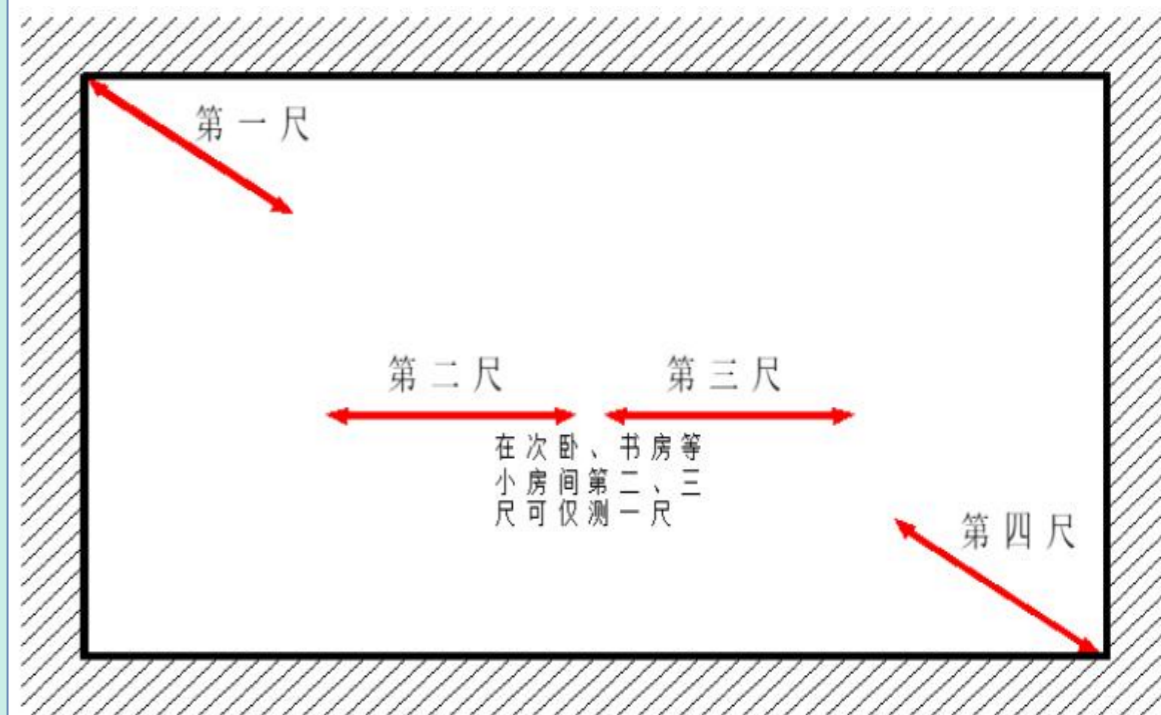 第一尺
第二尺
第三尺
在次卧、书房等
小房间第二、三
尺可仅测一尺
第四尺